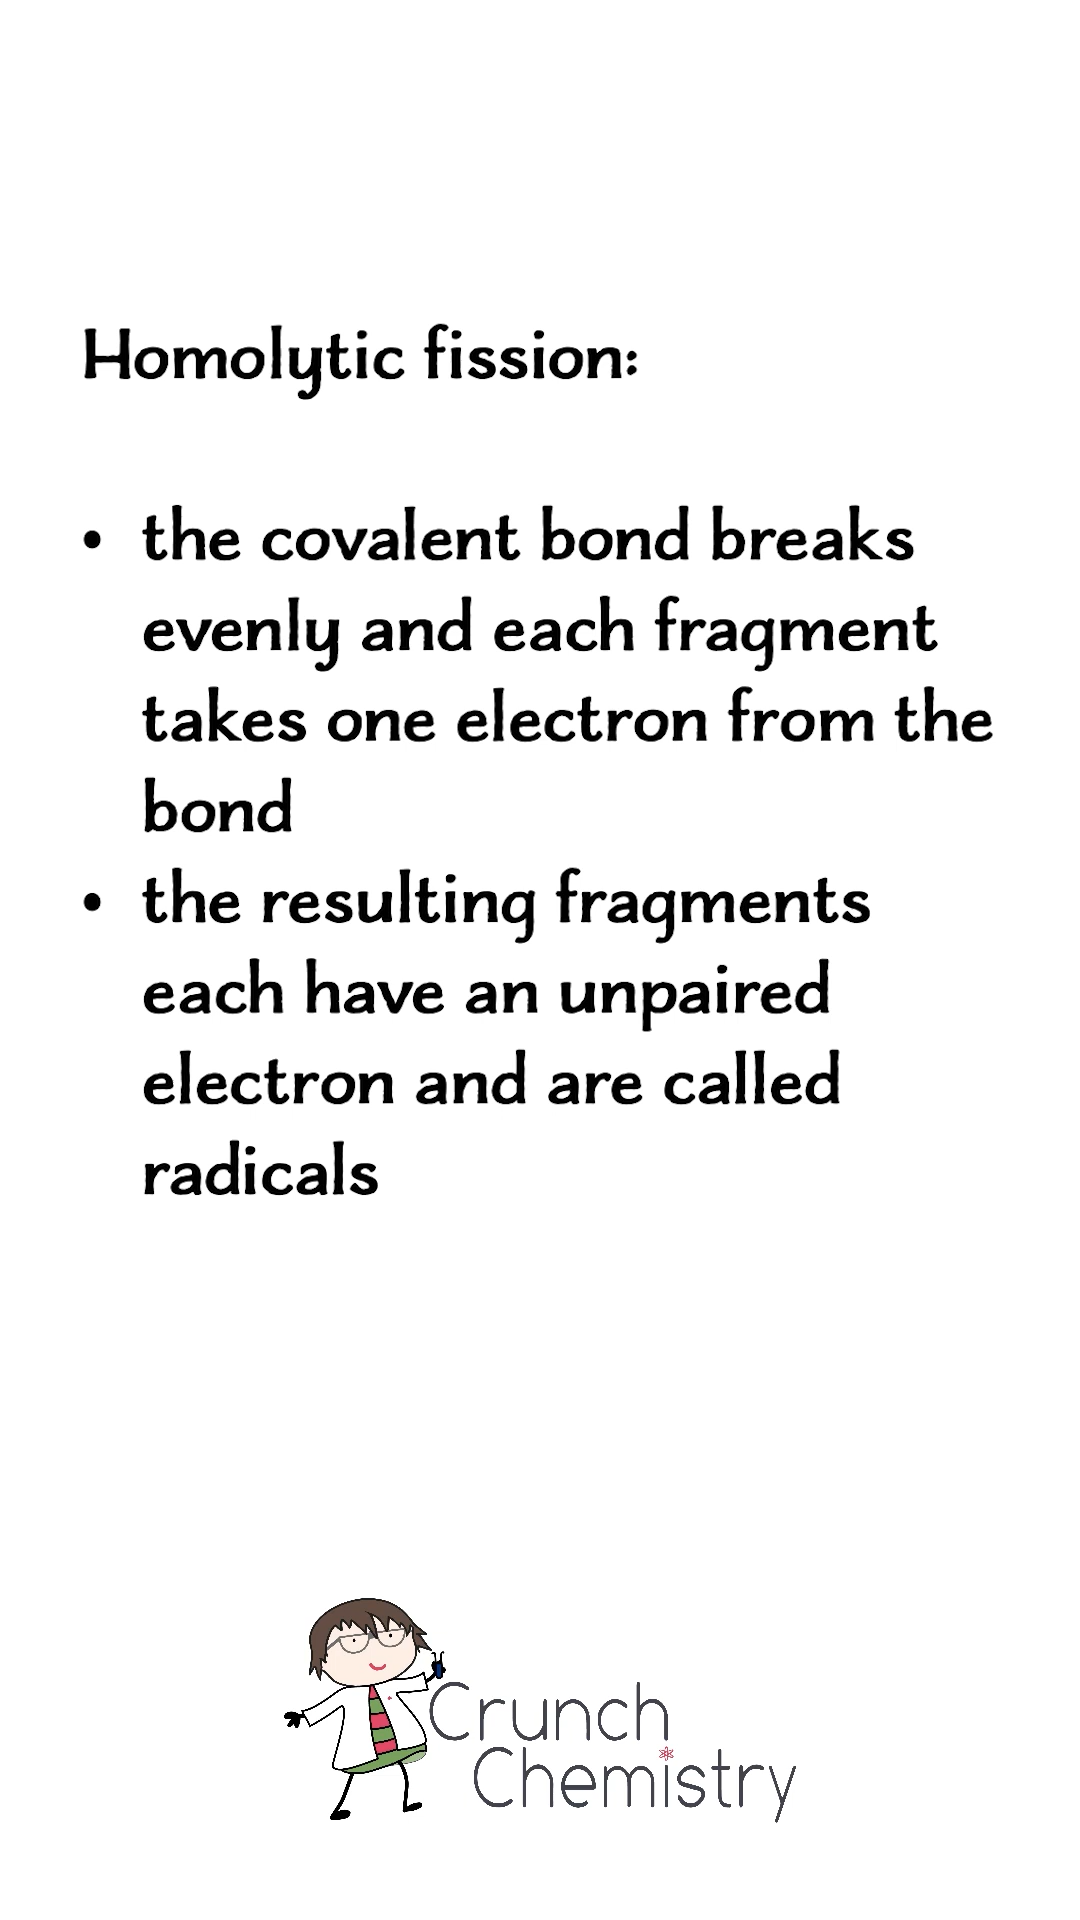 Homolytic fission:
• the covalent bond breaks
evenly and each fragment
takes one electron from the
bond
• the resulting fragments
each have an unpaired
electron and are called
radicals
Crunch
Chemistry